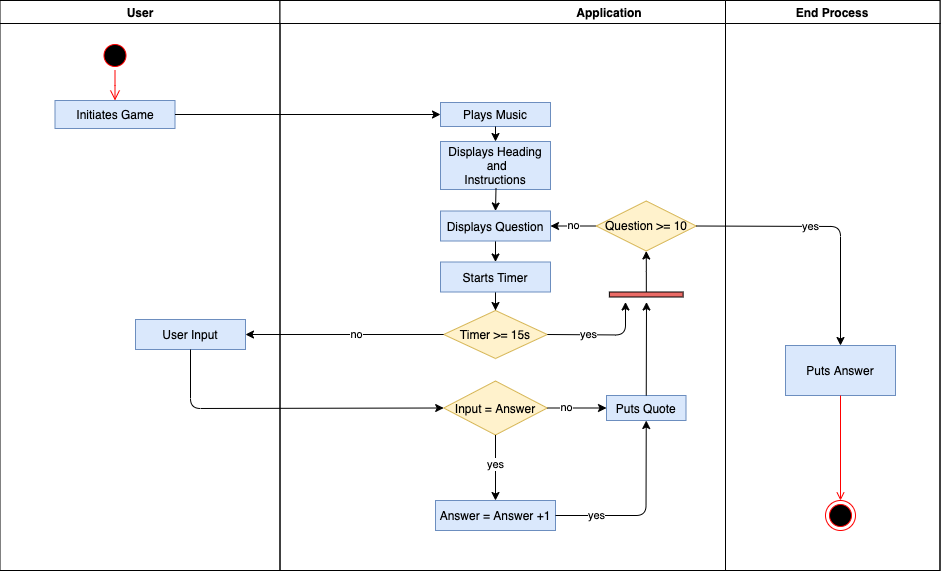 User
Application
End Process
Initiates Game
Plays Music
Displays Heading
and
Instructions
Displays Question
no
Question >= 10
yes
Starts Timer
User Input
no
Timer >= 15s
yes
Puts Answer
Input = Answer
no
Puts Quote
yes
Answer = Answer +1
yes